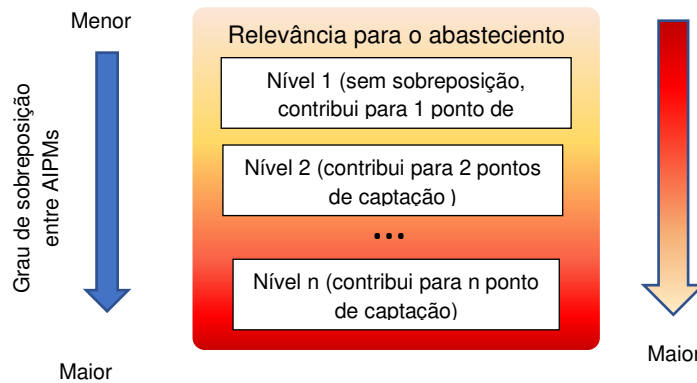 Menor
Grau de sobreposição
entre AIPMs
Maior
Relevância para o abasteciento
Nível 1 (sem sobreposição,
contribui para 1 ponto de
Nível 2 (contribui para 2 pontos
de captação )
...
Nível n (contribui para n ponto
de captação)
Maior